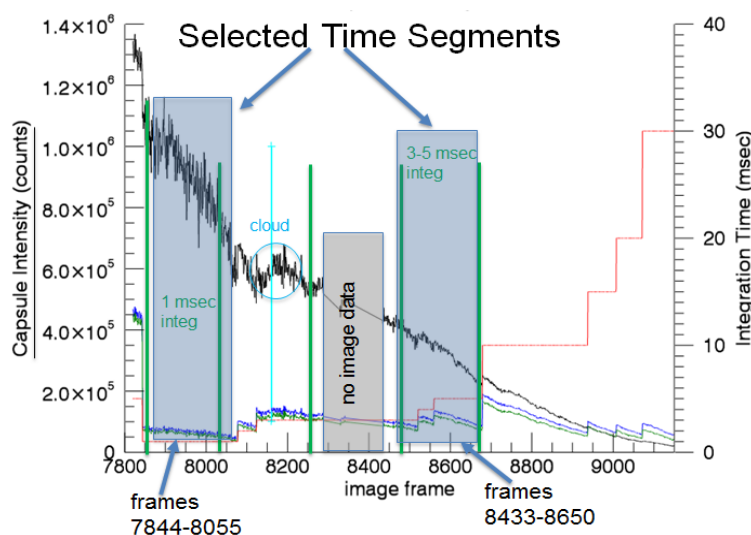 Selected Time Segments
1.4×10⁶
1.2×10⁶
1.0×10⁶
8.0×10⁵
6.0×10⁵
4.0×10⁵
2.0×10⁵
0
Capsule Intensity (counts)
40
30
20
10
0
Integration Time (msec)
3-5 msec
integ
cloud
1 msec
integ
no image data
7800
8000
8200
8400
8600
8800
9000
image frame
frames
7844-8055
frames
8433-8650